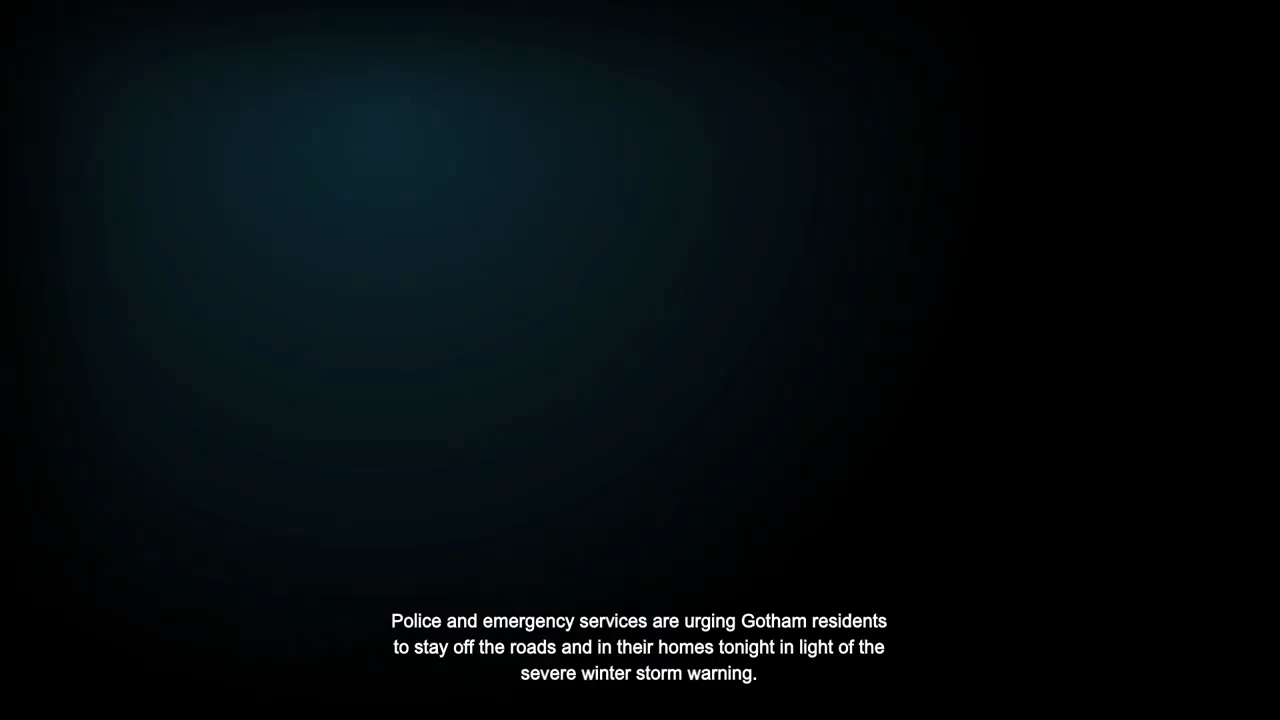 Police and emergency services are urging Gotham residents
to stay off the roads and in their homes tonight in light of the
severe winter storm warning.